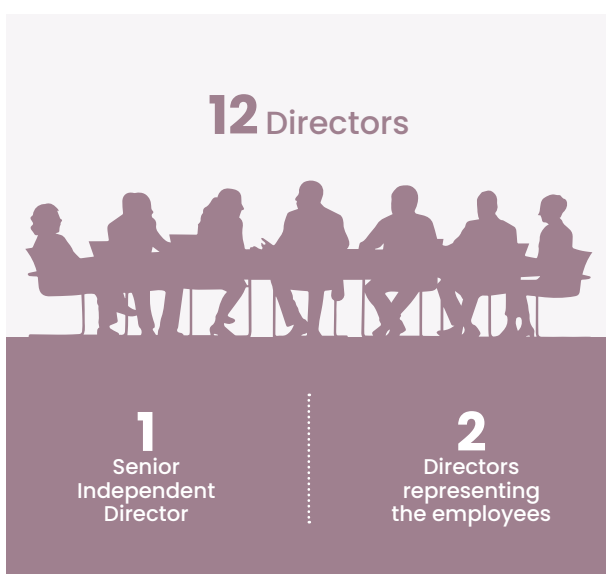 12 Directors
1
Senior
Independent
Director
2
Directors
representing
the employees